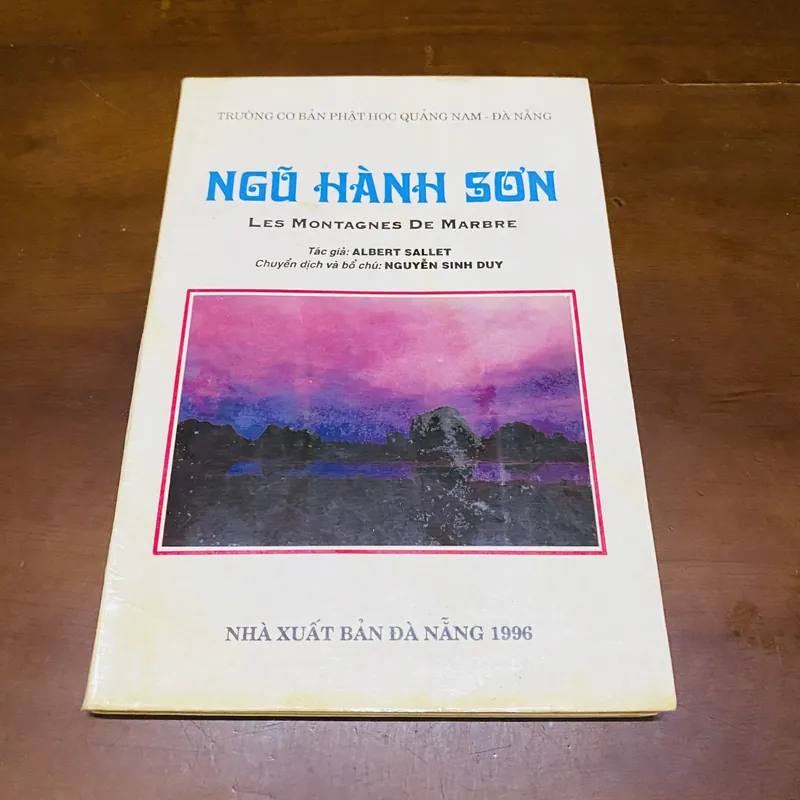 TRƯỜNG CƠ BẢN PHẬT HỌC QUẢNG NAM - ĐÀ NẴNG
NGŨ HÀNH SƠN
LES MONTAGNES DE MARBRE
Tác giả: ALBERT SALLET
Chuyển dịch và bổ chú: NGUYỄN SINH DUY
NHÀ XUẤT BẢN ĐÀ NẴNG 1996